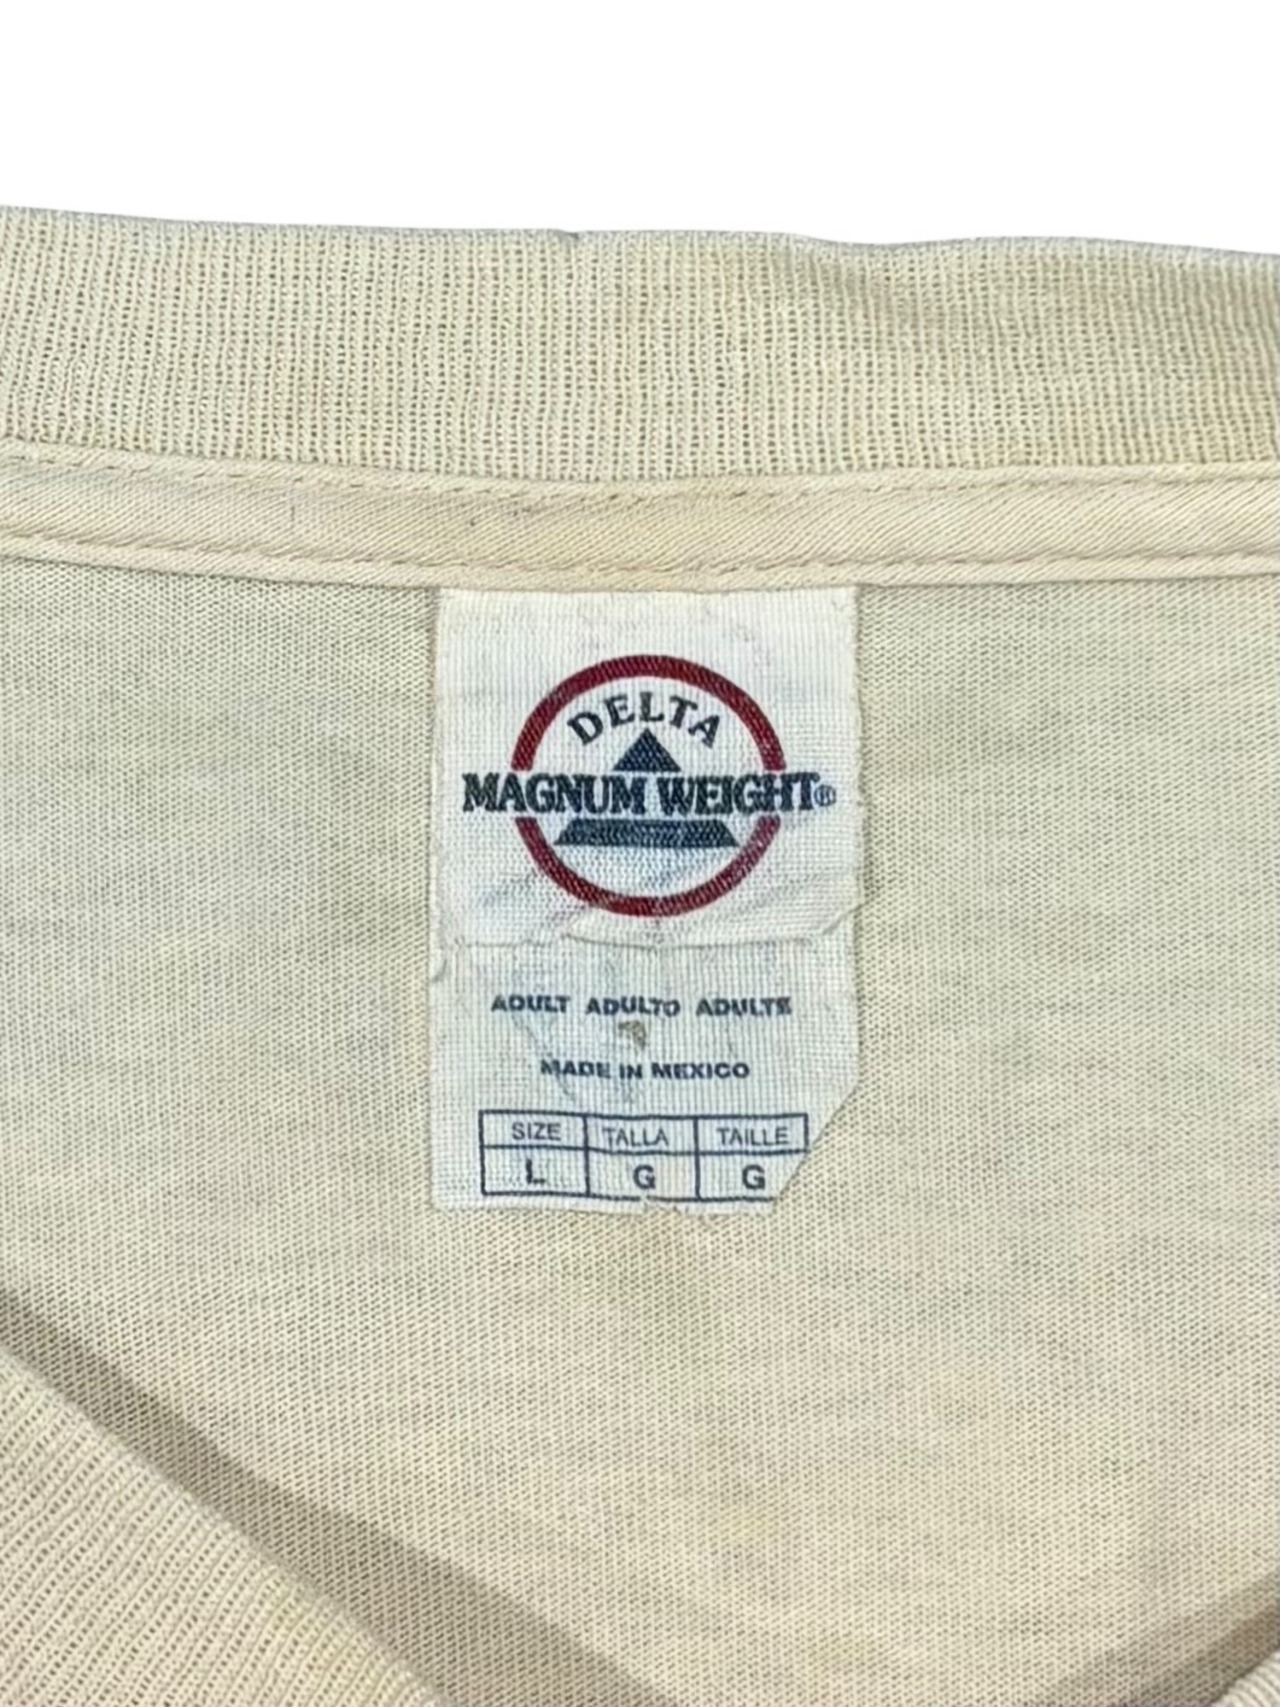 DELTA
MAGNUM WEIGHT®
ADULT ADULTO ADULTE
MADE IN MEXICO
SIZE TALLA TAILLE
L G G